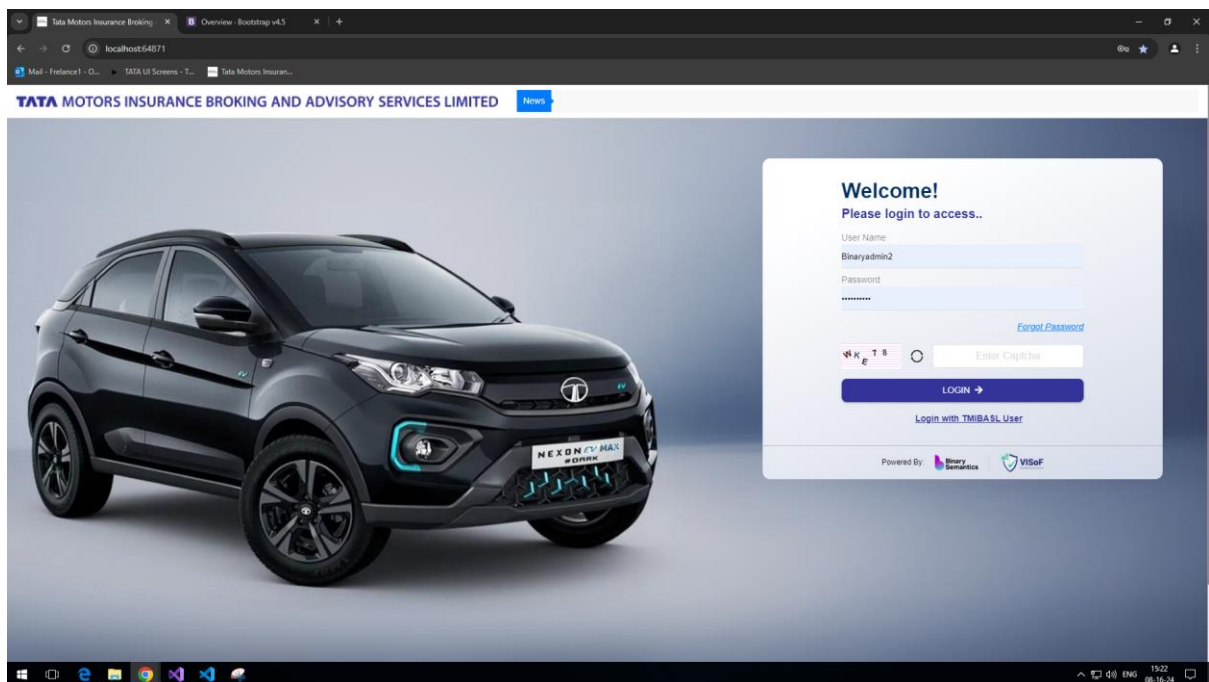 Tata Motors Insurance Broking
Overview · Bootstrap v4.5
localhost:64871
Mail - Frelance1 - O...
TATA UI Screens - T...
Tata Motors Insuran...
TATA MOTORS INSURANCE BROKING AND ADVISORY SERVICES LIMITED
News
Welcome!
Please login to access..
User Name
Binaryadmin2
Password
Forgot Password
WKE78
Enter Captcha
LOGIN
Login with TMIBASL User
Powered By:
Binary
Semantics
VISoF
NEXON EV MAX
#DARK
EV
EV
ENG
15:22
08-16-24